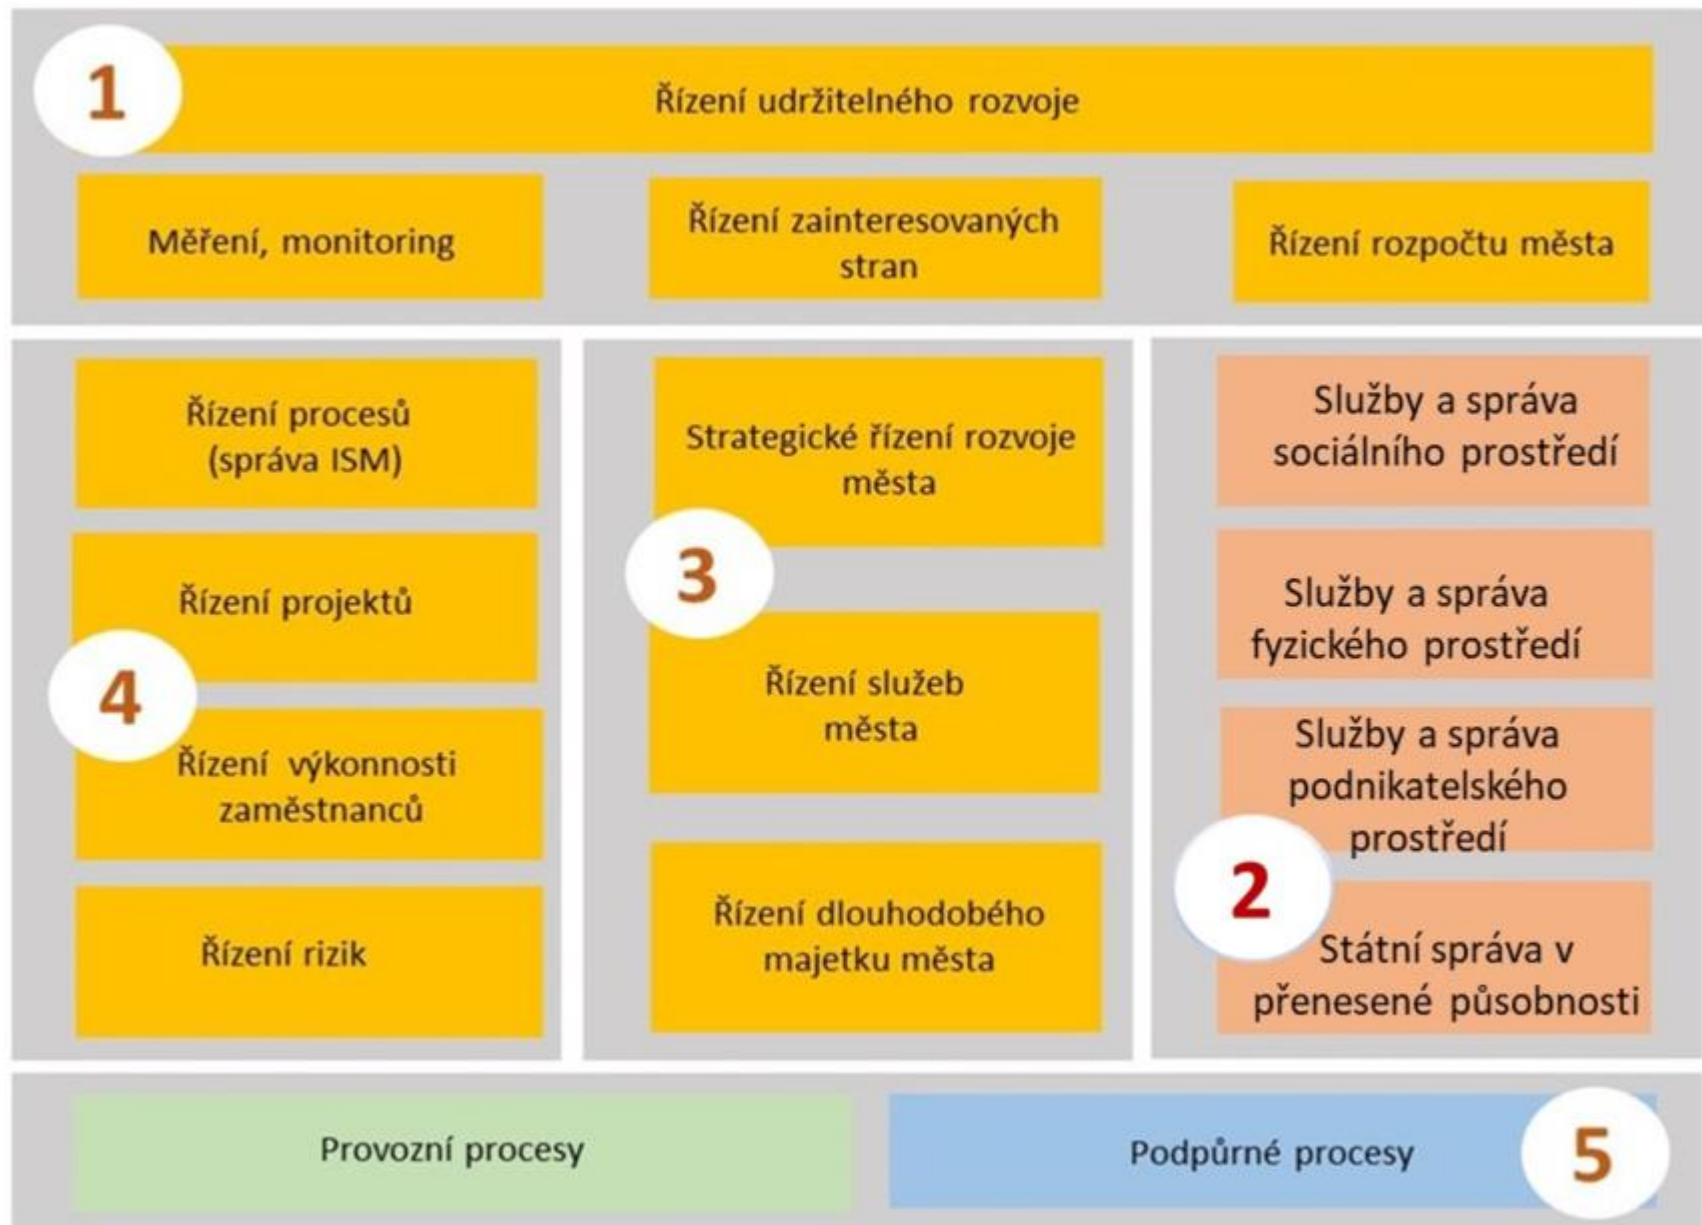 1
Řízení udržitelného rozvoje
Měření, monitoring
Řízení zainteresovaných
stran
Řízení rozpočtu města
Řízení procesů
(správa ISM)
Řízení projektů
4
Řízení výkonnosti
zaměstnanců
Řízení rizik
Strategické řízení rozvoje
města
3
Řízení služeb
města
Řízení dlouhodobého
majetku města
Služby a správa
sociálního prostředí
Služby a správa
fyzického prostředí
Služby a správa
podnikatelského
prostředí
2
Státní správa v
přenesené působnosti
Provozní procesy
Podpůrné procesy
5